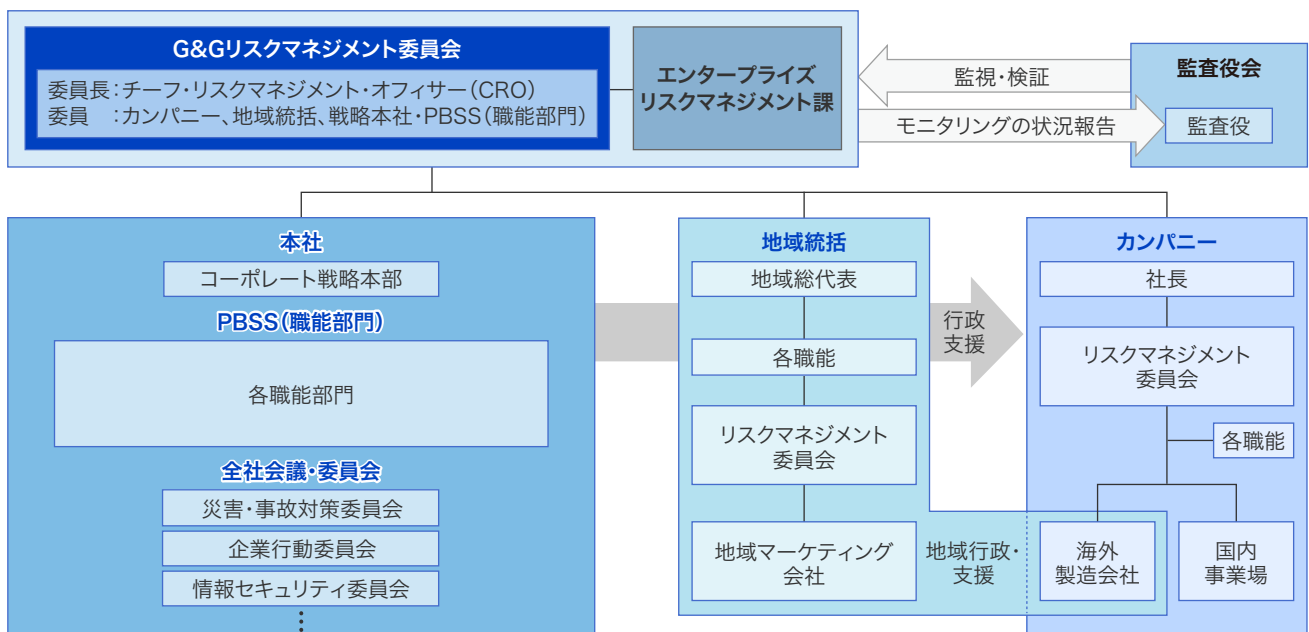 G&Gリスクマネジメント委員会
委員長：チーフ・リスクマネジメント・オフィサー（CRO）
委員　：カンパニー、地域統括、戦略本社・PBSS（職能部門）
エンタープライズ
リスクマネジメント課
監視・検証
モニタリングの状況報告
監査役会
監査役
本社
コーポレート戦略本部
PBSS（職能部門）
各職能部門
全社会議・委員会
災害・事故対策委員会
企業行動委員会
情報セキュリティ委員会
⋮
地域統括
地域総代表
各職能
リスクマネジメント
委員会
地域マーケティング
会社
行政
支援
地域行政・
支援
カンパニー
社長
リスクマネジメント
委員会
各職能
海外
製造会社
国内
事業場